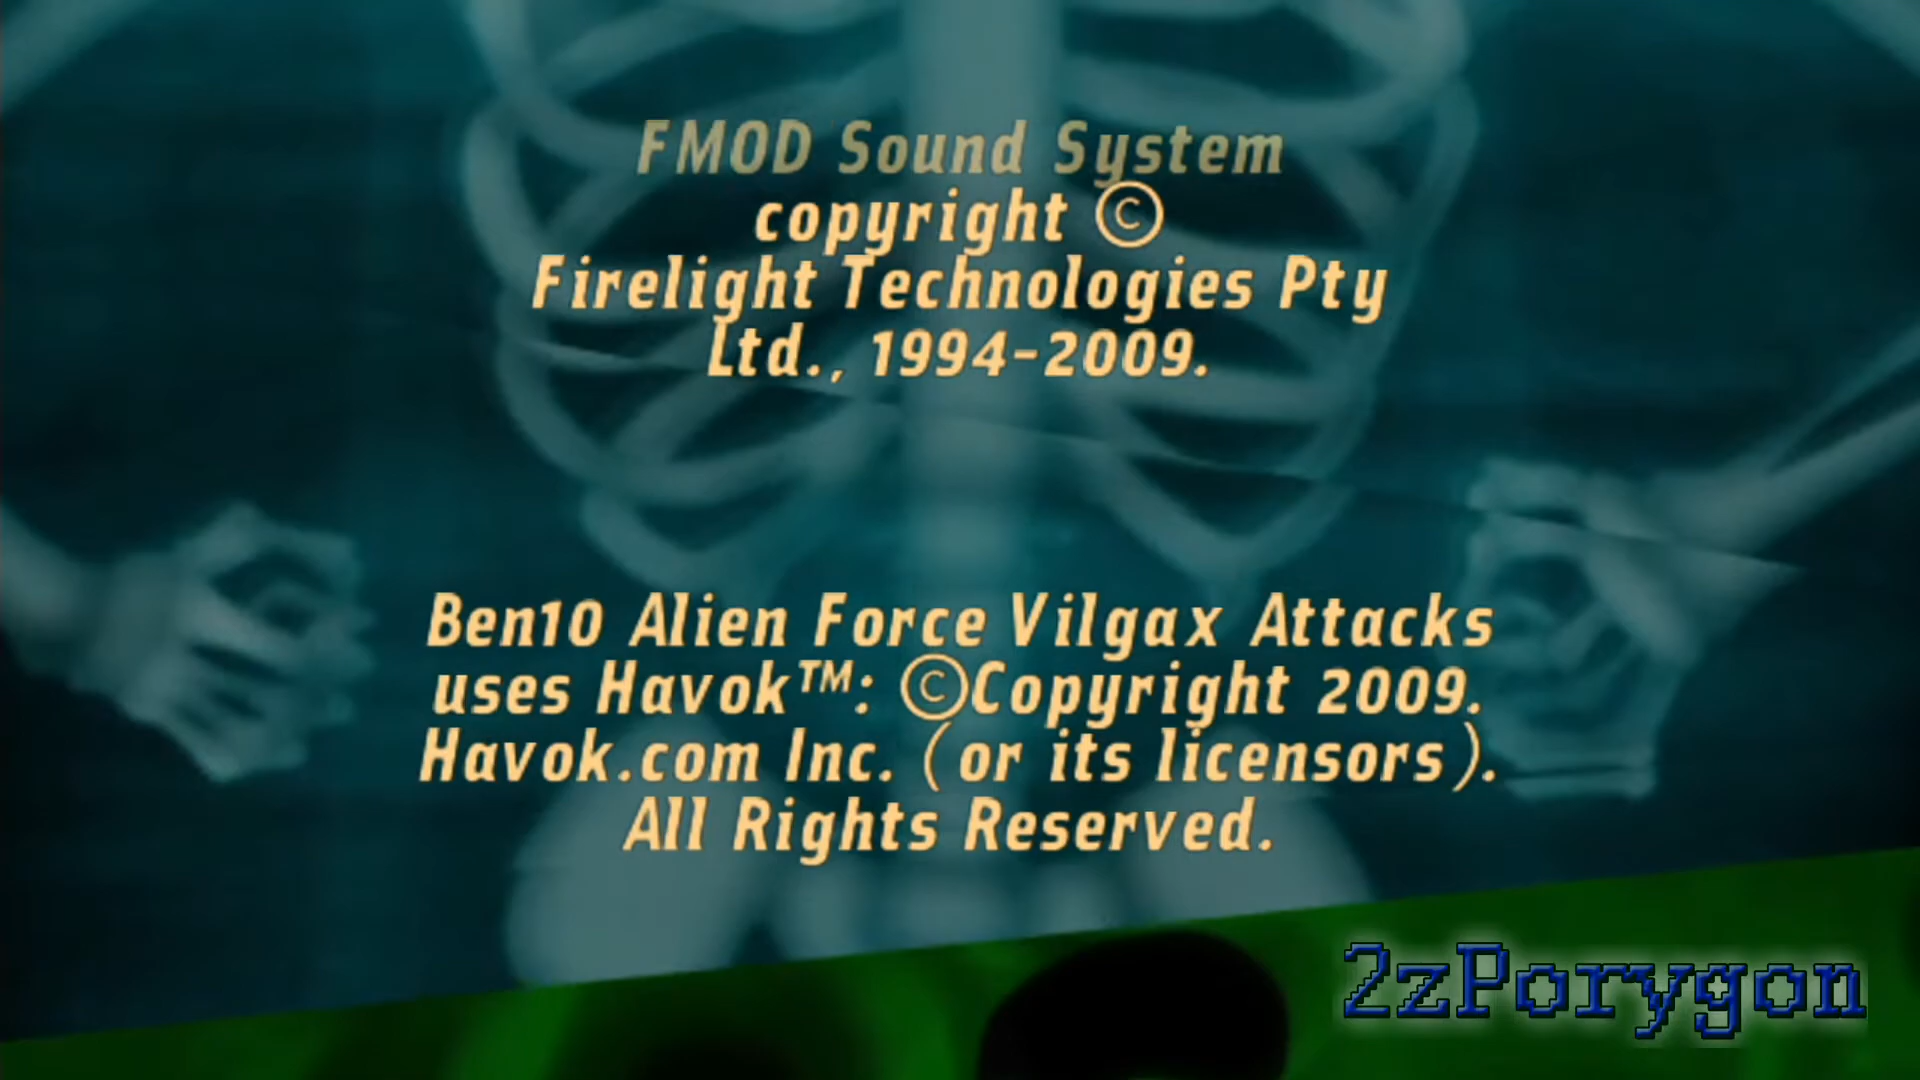 FMOD Sound System
copyright ©
Firelight Technologies Pty
Ltd., 1994-2009.
Ben10 Alien Force Vilgax Attacks
uses Havok™: ©Copyright 2009.
Havok.com Inc. (or its licensors).
All Rights Reserved.
2zPorygon